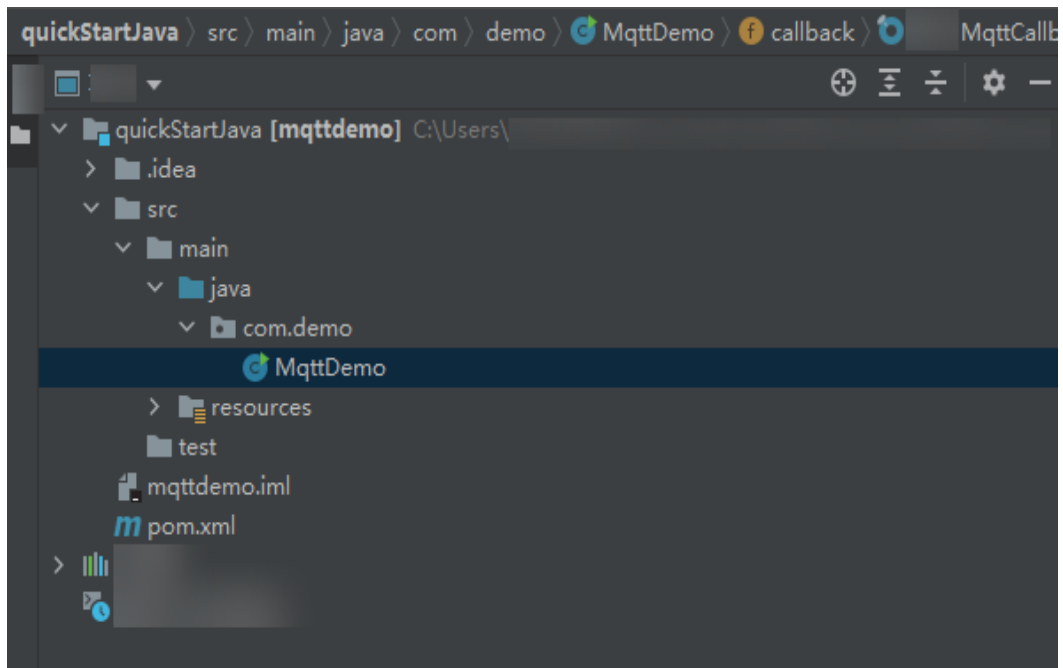 quickStartJava 〉 src 〉 main 〉 java 〉 com 〉 demo 〉 MqttDemo 〉 callback 〉 MqttCallb
quickStartJava [mqttdemo] C:\Users\
.idea
src
main
java
com.demo
MqttDemo
resources
test
mqttdemo.iml
pom.xml